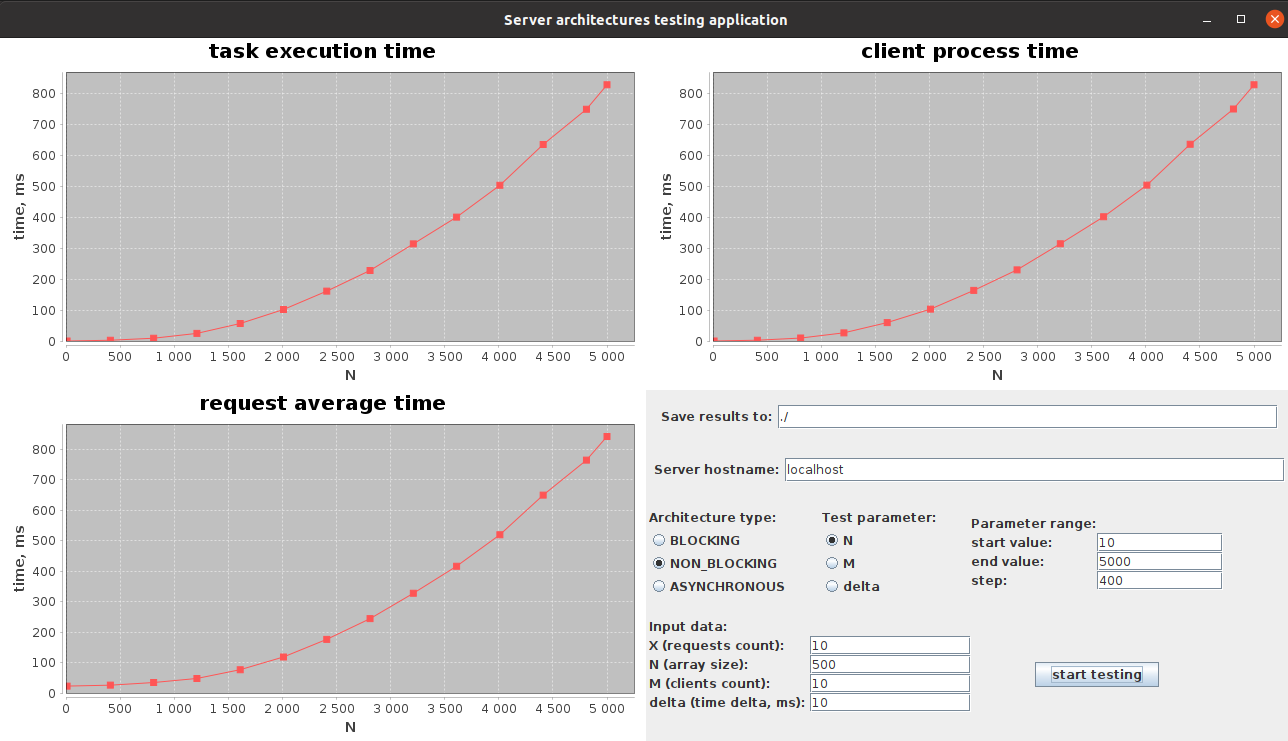 Server architectures testing application
task execution time
800
700
600
500
400
300
200
100
0
time, ms
0 500 1 000 1 500 2 000 2 500 3 000 3 500 4 000 4 500 5 000
N
client process time
800
700
600
500
400
300
200
100
0
time, ms
0 500 1 000 1 500 2 000 2 500 3 000 3 500 4 000 4 500 5 000
N
request average time
800
700
600
500
400
300
200
100
0
time, ms
0 500 1 000 1 500 2 000 2 500 3 000 3 500 4 000 4 500 5 000
N
Save results to: ./
Server hostname: localhost
Architecture type:
BLOCKING
NON_BLOCKING
ASYNCHRONOUS
Test parameter:
N
M
delta
Parameter range:
start value: 10
end value: 5000
step: 400
Input data:
X (requests count): 10
N (array size): 500
M (clients count): 10
delta (time delta, ms): 10
start testing